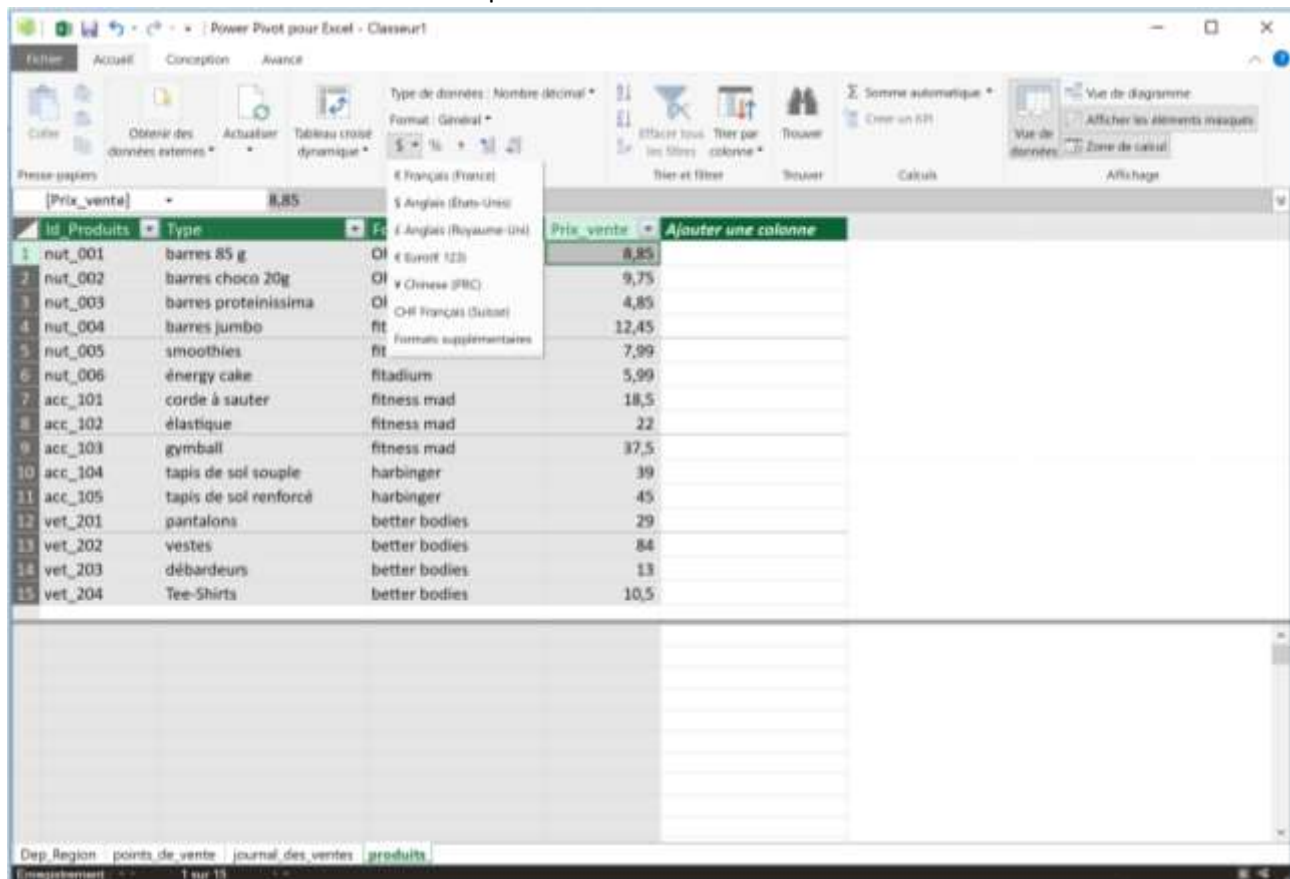 Power Pivot pour Excel - Classeur1
Fichier Accueil Conception Avancé
Coller
Obtenir des données externes
Actualiser
Tableau croisé dynamique
Type de données : Nombre décimal
Format : Général
$ %
Effacer tous les filtres
Trier par colonne
Trouver
Σ Somme automatique
Créer un KPI
Vue de données
Vue de diagramme
Afficher les éléments masqués
Zone de calcul
Presse-papiers Trier et filtrer Trouver Calculs Affichage
€ Français (France)
$ Anglais (États-Unis)
£ Anglais (Royaume-Uni)
€ Euro (€ 123)
¥ Chinese (PRC)
CHF Français (Suisse)
Formats supplémentaires
[Prix_vente] 8,85
Id_Produits Type Prix_vente Ajouter une colonne
1 nut_001 barres 85 g 8,85
2 nut_002 barres choco 20g 9,75
3 nut_003 barres proteinissima 4,85
4 nut_004 barres jumbo fit 12,45
5 nut_005 smoothies fit 7,99
6 nut_006 énergy cake fitadium 5,99
7 acc_101 corde à sauter fitness mad 18,5
8 acc_102 élastique fitness mad 22
9 acc_103 gymball fitness mad 37,5
10 acc_104 tapis de sol souple harbinger 39
11 acc_105 tapis de sol renforcé harbinger 45
12 vet_201 pantalons better bodies 29
13 vet_202 vestes better bodies 84
14 vet_203 débardeurs better bodies 13
15 vet_204 Tee-Shirts better bodies 10,5
Dep_Region points_de_vente journal_des_ventes produits
Enregistrement 1 sur 15